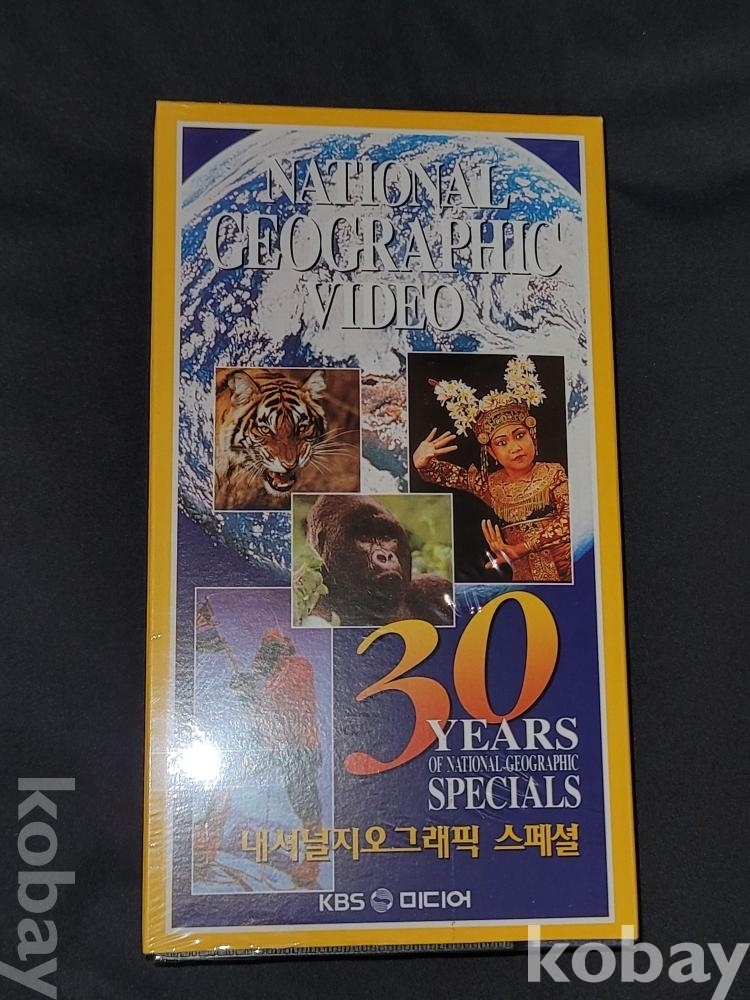 NATIONAL
GEOGRAPHIC
VIDEO
30
YEARS
OF NATIONAL GEOGRAPHIC
SPECIALS
내셔널지오그래픽 스페셜
KBS 미디어
kobay
kobay